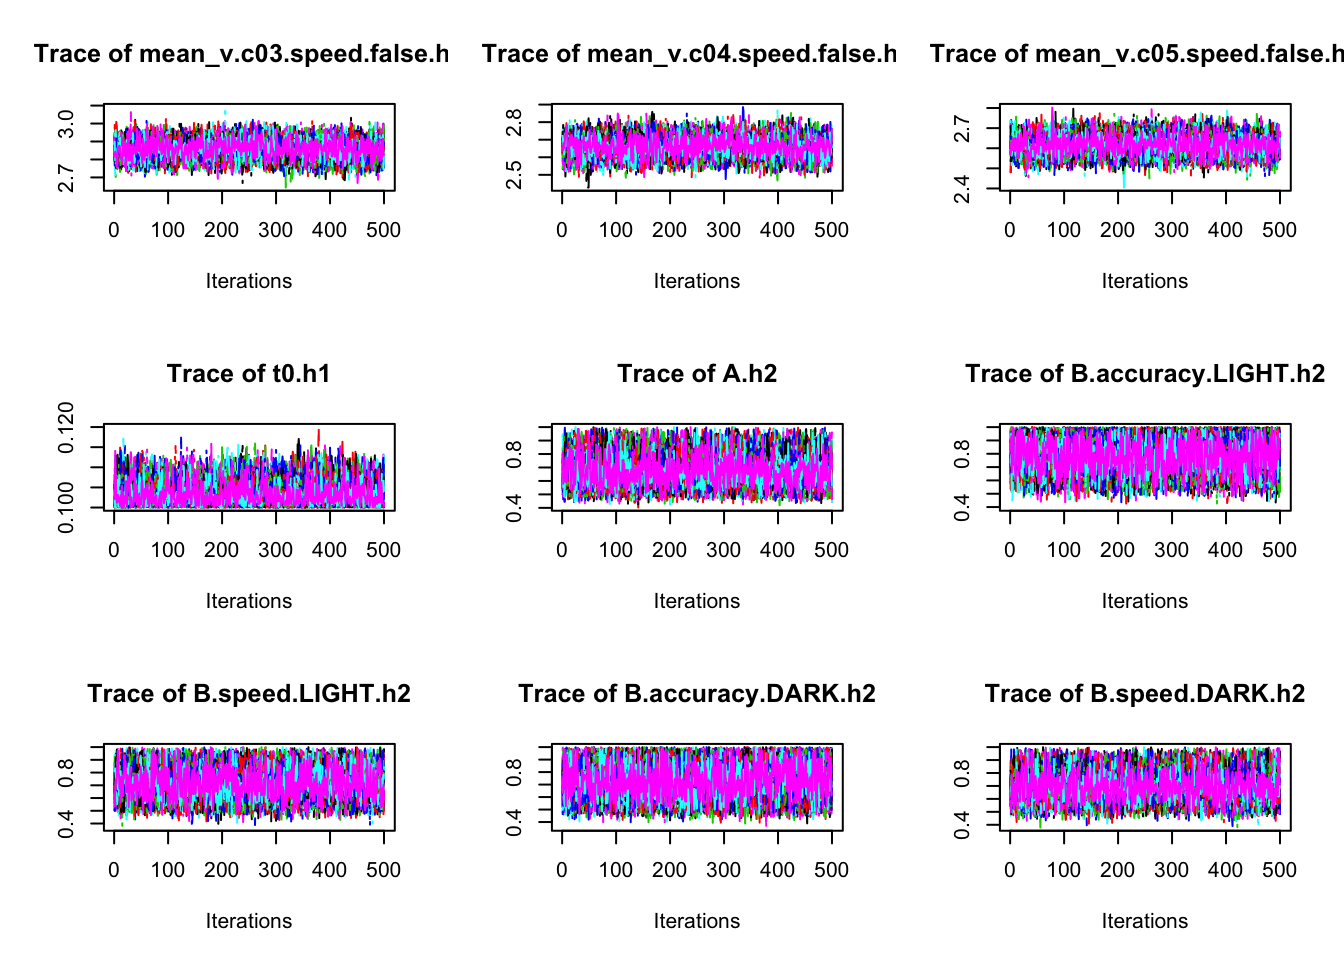 Trace of mean_v.c03.speed.false.h
Trace of mean_v.c04.speed.false.h
Trace of mean_v.c05.speed.false.h
3.0
2.7
0 100 200 300 400 500
Iterations
2.8
2.5
0 100 200 300 400 500
Iterations
2.7
2.4
0 100 200 300 400 500
Iterations
Trace of t0.h1
0.120
0.100
0 100 200 300 400 500
Iterations
Trace of A.h2
0.8
0.4
0 100 200 300 400 500
Iterations
Trace of B.accuracy.LIGHT.h2
0.8
0.4
0 100 200 300 400 500
Iterations
Trace of B.speed.LIGHT.h2
0.8
0.4
0 100 200 300 400 500
Iterations
Trace of B.accuracy.DARK.h2
0.8
0.4
0 100 200 300 400 500
Iterations
Trace of B.speed.DARK.h2
0.8
0.4
0 100 200 300 400 500
Iterations